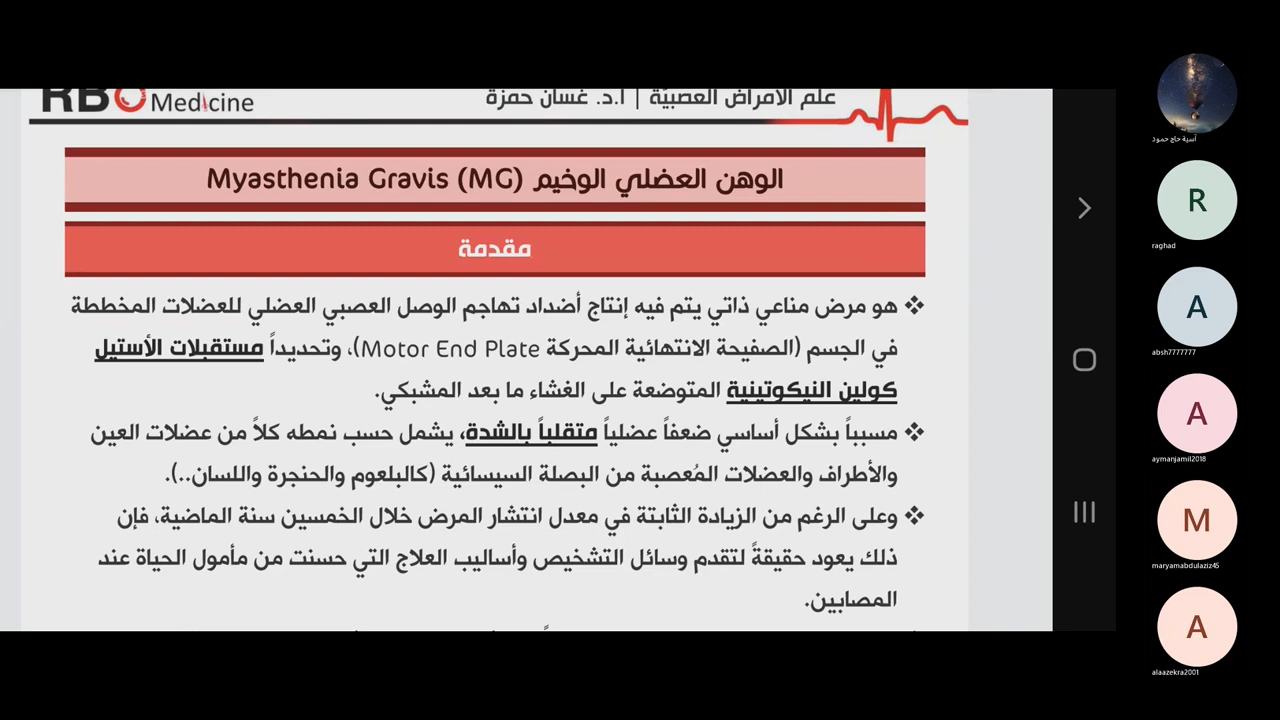 RBO Medicine
علم الأمراض العصبيّة | أ.د. غسان حمزة
الوهن العضلي الوخيم Myasthenia Gravis (MG)
مقدمة
❖ هو مرض مناعي ذاتي يتم فيه إنتاج أضداد تهاجم الوصل العصبي العضلي للعضلات المخططة
في الجسم (الصفيحة الانتهائية المحركة Motor End Plate)، وتحديداً مستقبلات الأستيل
كولين النيكوتينية المتوضعة على الغشاء ما بعد المشبكي.
❖ مسبباً بشكل أساسي ضعفاً عضلياً متقلباً بالشدة، يشمل حسب نمطه كلاً من عضلات العين
والأطراف والعضلات المُعصبة من البصلة السيسائية (كالبلعوم والحنجرة واللسان..).
❖ وعلى الرغم من الزيادة الثابتة في معدل انتشار المرض خلال الخمسين سنة الماضية، فإن
ذلك يعود حقيقةً لتقدم وسائل التشخيص وأساليب العلاج التي حسنت من مأمول الحياة عند
المصابين.
آسية حاج حمود
R
raghad
A
absh7777777
A
aymanjamil2018
M
maryamabdulaziz45
A
alaazekra2001